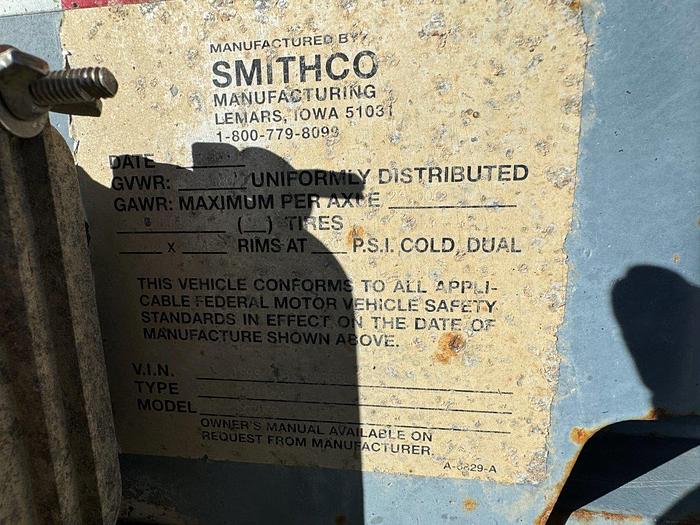 MANUFACTURED BY
SMITHCO
MANUFACTURING
LEMARS, IOWA 51031
1-800-779-8099
DATE
GVWR: UNIFORMLY DISTRIBUTED
GAWR: MAXIMUM PER AXLE
(__) TIRES
x RIMS AT P.S.I. COLD, DUAL
THIS VEHICLE CONFORMS TO ALL APPLI-
CABLE FEDERAL MOTOR VEHICLE SAFETY
STANDARDS IN EFFECT ON THE DATE OF
MANUFACTURE SHOWN ABOVE.
V.I.N.
TYPE
MODEL
OWNER'S MANUAL AVAILABLE ON
REQUEST FROM MANUFACTURER.